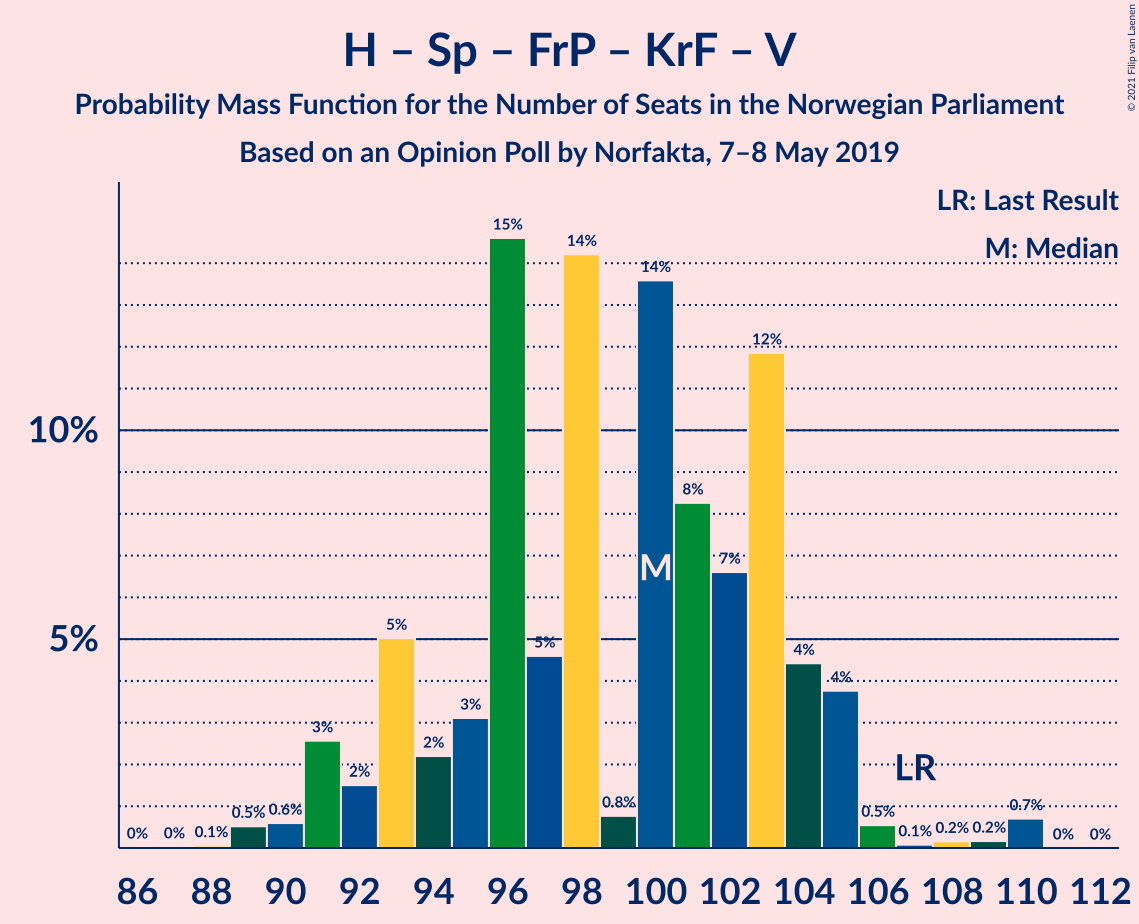 H – Sp – FrP – KrF – V
Probability Mass Function for the Number of Seats in the Norwegian Parliament
Based on an Opinion Poll by Norfakta, 7–8 May 2019
© 2021 Filip van Laenen
LR: Last Result
M: Median
10%
5%
0% 0% 0.1% 0.5% 0.6% 3% 2% 5% 2% 3% 15% 5% 14% 0.8% 14% 8% 7% 12% 4% 4% 0.5% 0.1% 0.2% 0.2% 0.7% 0% 0%
M
LR
86 88 90 92 94 96 98 100 102 104 106 108 110 112